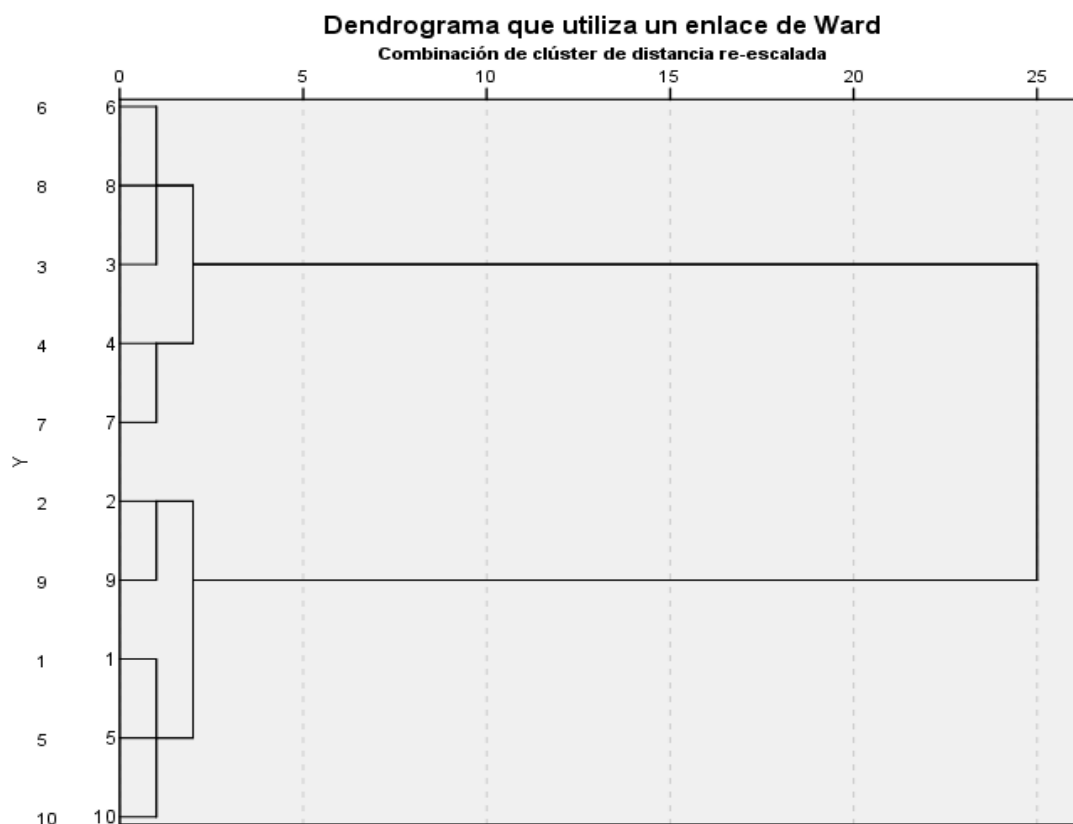 Dendrograma que utiliza un enlace de Ward
Combinación de clúster de distancia re-escalada
0 5 10 15 20 25
6 6
8 8
3 3
4 4
7 7
Y
2 2
9 9
1 1
5 5
10 10